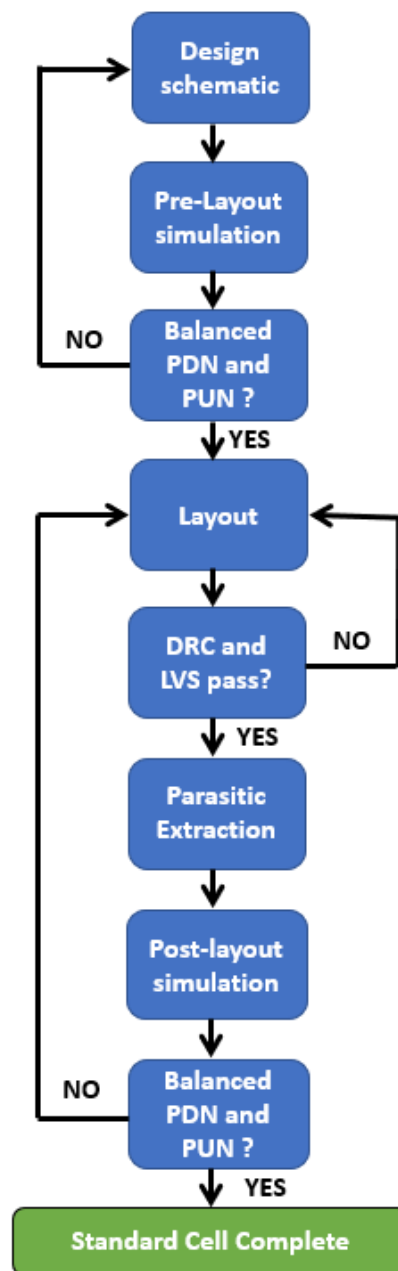 Design
schematic
Pre-Layout
simulation
Balanced
PDN and
PUN ?
NO
YES
Layout
DRC and
LVS pass?
NO
YES
Parasitic
Extraction
Post-layout
simulation
Balanced
PDN and
PUN ?
NO
YES
Standard Cell Complete